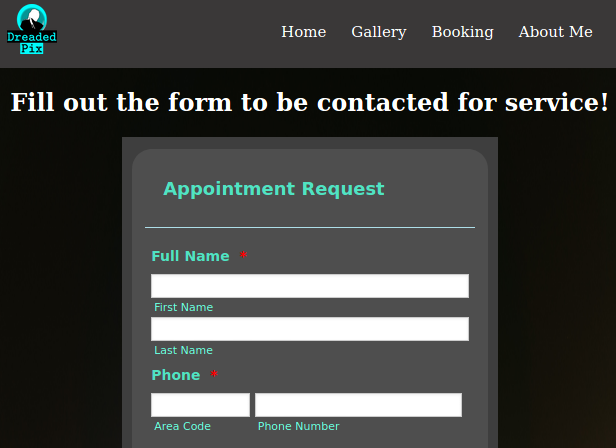 Dreaded
Pix
Home Gallery Booking About Me
Fill out the form to be contacted for service!
Appointment Request
Full Name *
First Name
Last Name
Phone *
Area Code Phone Number